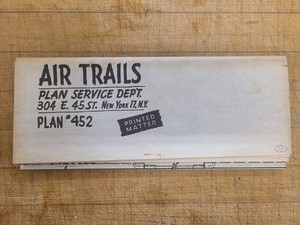 AIR TRAILS
PLAN SERVICE DEPT.
304 E. 45 ST. NEW YORK 17, N.Y.
PLAN #452
PRINTED
MATTER